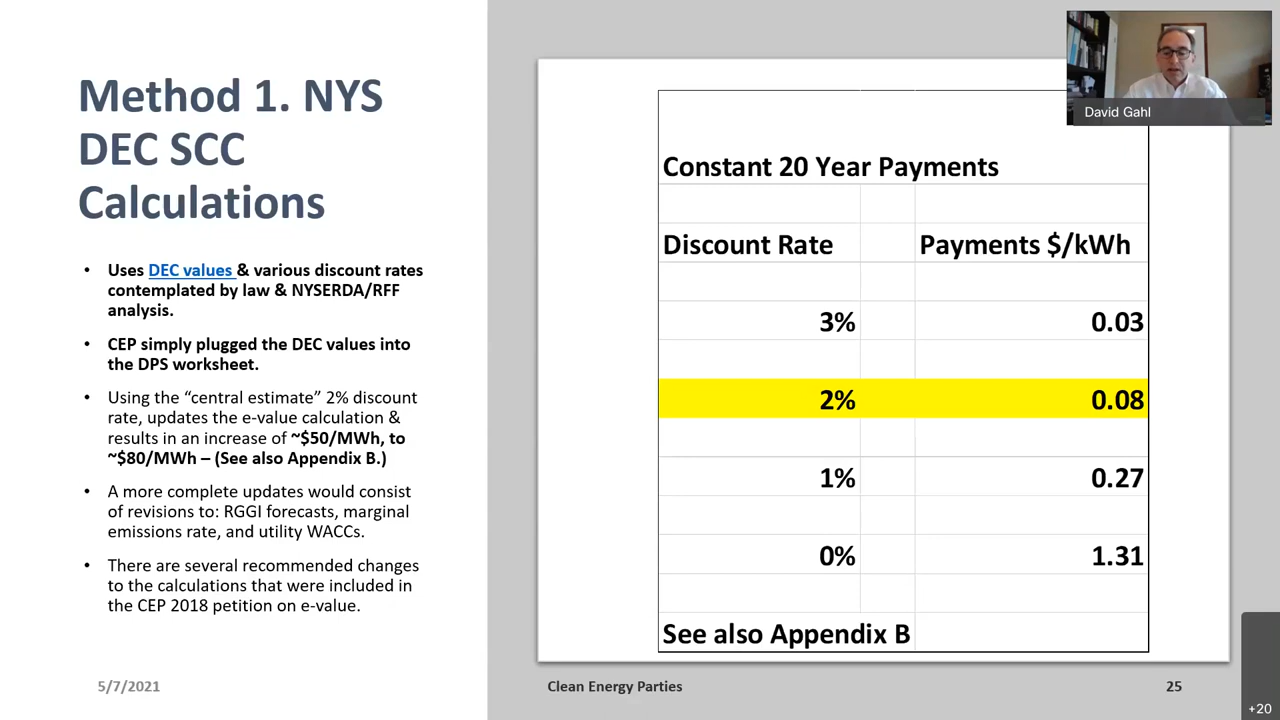 Method 1. NYS
DEC SCC
Calculations
• Uses DEC values & various discount rates
contemplated by law & NYSERDA/RFF
analysis.
• CEP simply plugged the DEC values into
the DPS worksheet.
• Using the “central estimate” 2% discount
rate, updates the e-value calculation &
results in an increase of ~$50/MWh, to
~$80/MWh – (See also Appendix B.)
• A more complete updates would consist
of revisions to: RGGI forecasts, marginal
emissions rate, and utility WACCs.
• There are several recommended changes
to the calculations that were included in
the CEP 2018 petition on e-value.
Constant 20 Year Payments
Discount Rate Payments $/kWh
3% 0.03
2% 0.08
1% 0.27
0% 1.31
See also Appendix B
David Gahl
5/7/2021
Clean Energy Parties
25
+20